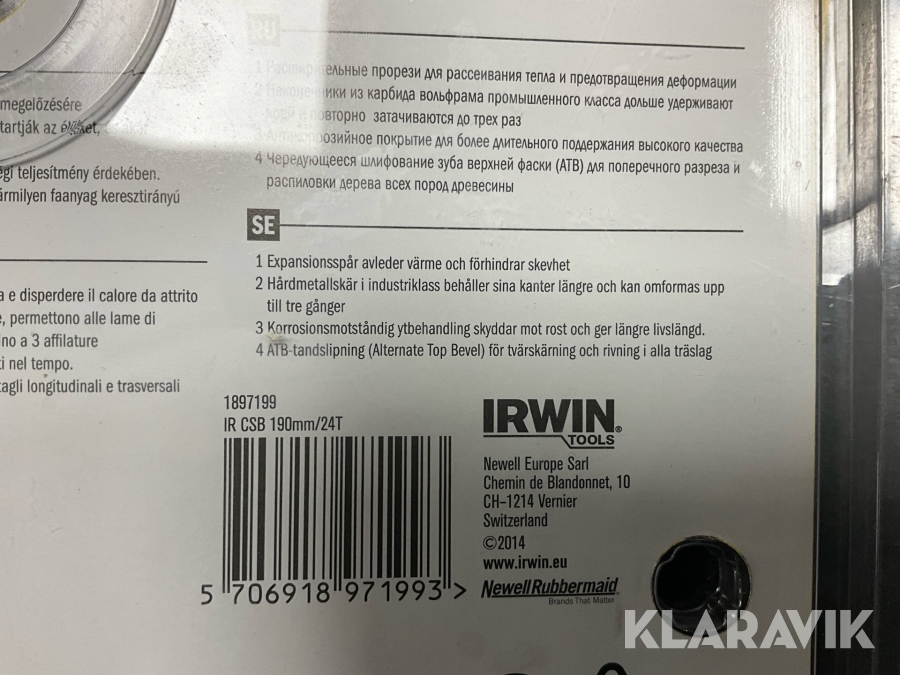 RU
1 Расширительные прорези для рассеивания тепла и предотвращения деформации
2 Наконечники из карбида вольфрама промышленного класса дольше удерживают
повторно затачиваются до трех раз
3 Антикоррозийное покрытие для более длительного поддержания высокого качества
4 Чередующееся шлифование зуба верхней фаски (ATB) для поперечного разреза и
распиловки дерева всех пород древесины
megelőzésére
tartják az
égi teljesítmény érdekében.
ármilyen faanyag keresztirányú
SE
1 Expansionsspår avleder värme och förhindrar skevhet
2 Hårdmetallskär i industriklass behåller sina kanter längre och kan omformas upp
till tre gånger
3 Korrosionsmotståndig ytbehandling skyddar mot rost och ger längre livslängd.
4 ATB-tandslipning (Alternate Top Bevel) för tvärskärning och rivning i alla träslag
a e disperdere il calore da attrito
e, permettono alle lame di
ino a 3 affilature
ti nel tempo.
tagli longitudinali e trasversali
1897199
IR CSB 190mm/24T
5 706918 971993 >
IRWIN®
TOOLS
Newell Europe Sarl
Chemin de Blandonnet, 10
CH-1214 Vernier
Switzerland
©2014
www.irwin.eu
NewellRubbermaid
Brands That Matter
KLARAVIK